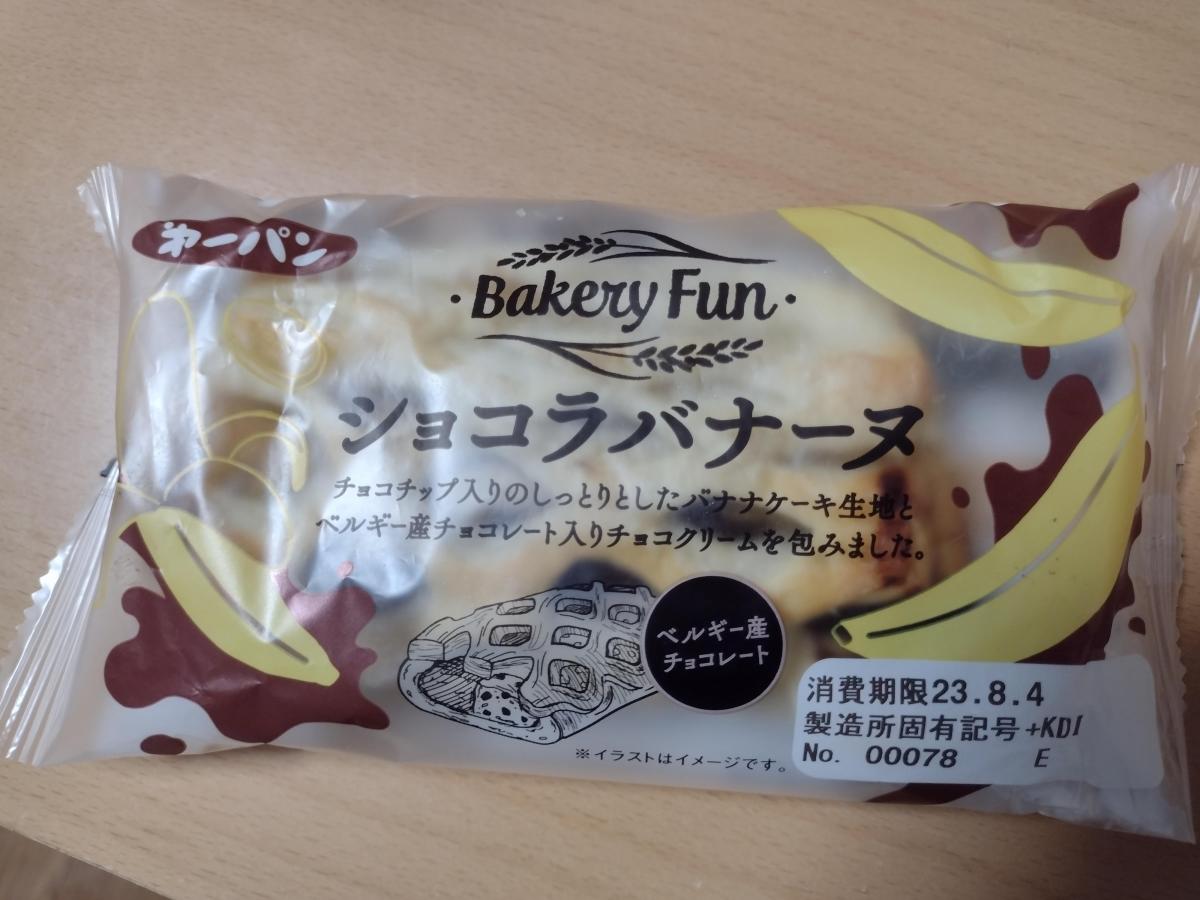 第一パン
Bakery Fun
ショコラバナーヌ
チョコチップ入りのしっとりとしたバナナケーキ生地と
ベルギー産チョコレート入りチョコクリームを包みました。
ベルギー産
チョコレート
※イラストはイメージです。
消費期限23.8.4
製造所固有記号+KDI
No. 00078 E